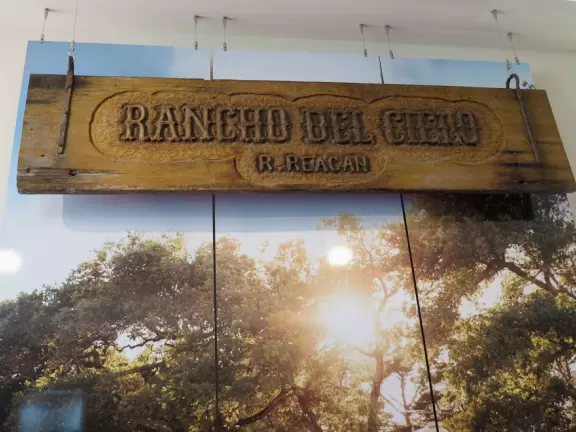 RANCHO DEL CIELO
R. REAGAN